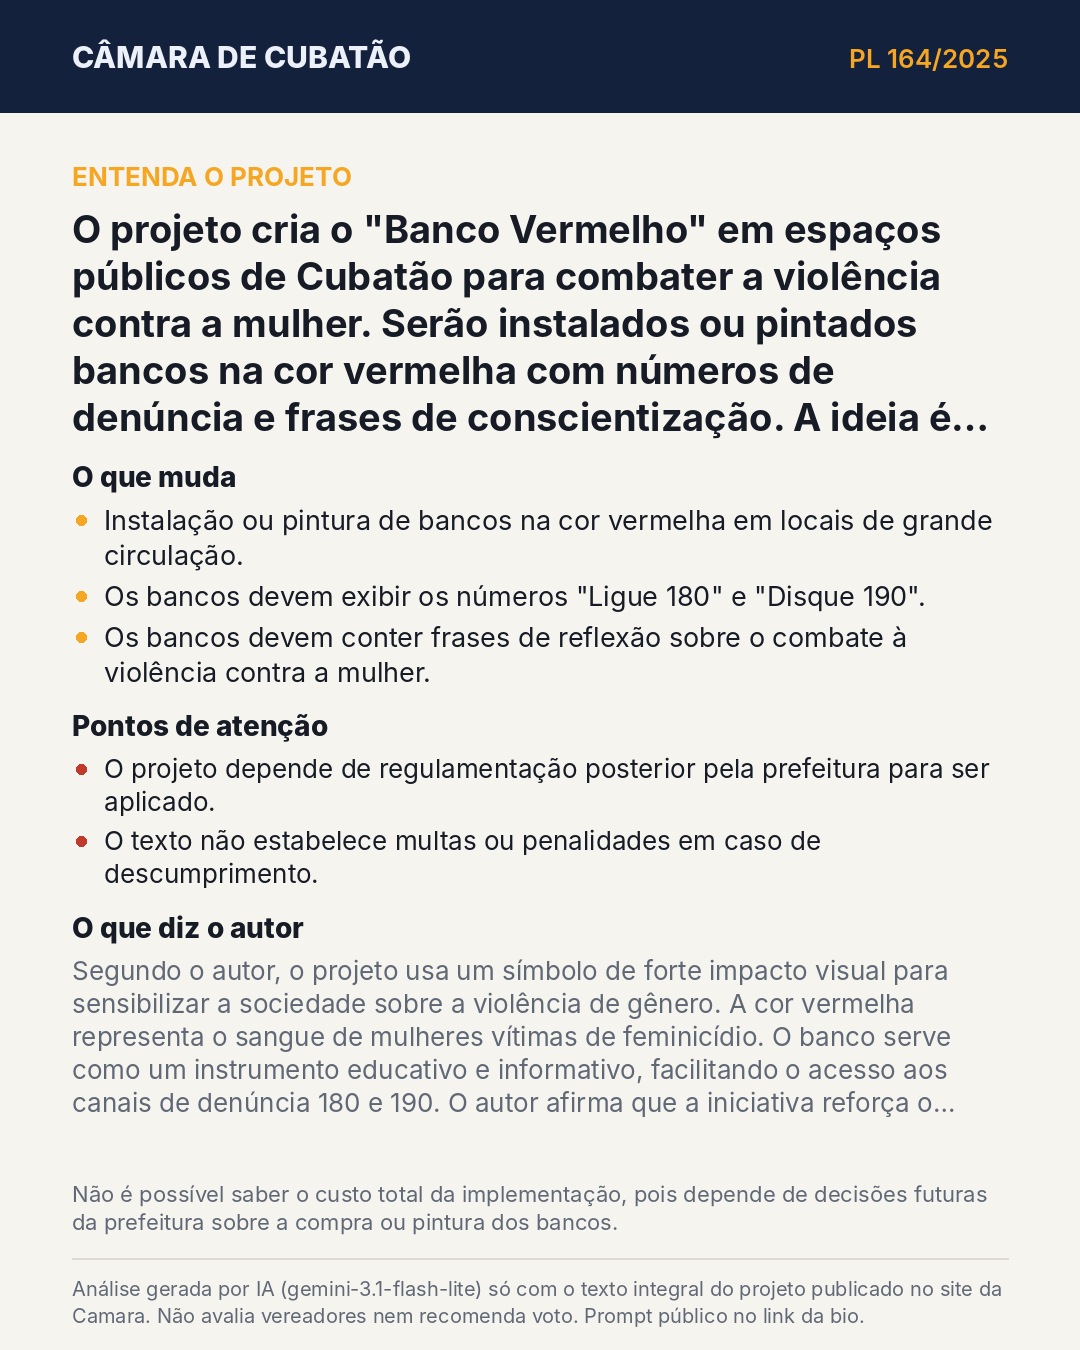 CÂMARA DE CUBATÃO
PL 164/2025
ENTENDA O PROJETO
O projeto cria o "Banco Vermelho" em espaços
públicos de Cubatão para combater a violência
contra a mulher. Serão instalados ou pintados
bancos na cor vermelha com números de
denúncia e frases de conscientização. A ideia é...
O que muda
Instalação ou pintura de bancos na cor vermelha em locais de grande
circulação.
Os bancos devem exibir os números "Ligue 180" e "Disque 190".
Os bancos devem conter frases de reflexão sobre o combate à
violência contra a mulher.
Pontos de atenção
O projeto depende de regulamentação posterior pela prefeitura para ser
aplicado.
O texto não estabelece multas ou penalidades em caso de
descumprimento.
O que diz o autor
Segundo o autor, o projeto usa um símbolo de forte impacto visual para
sensibilizar a sociedade sobre a violência de gênero. A cor vermelha
representa o sangue de mulheres vítimas de feminicídio. O banco serve
como um instrumento educativo e informativo, facilitando o acesso aos
canais de denúncia 180 e 190. O autor afirma que a iniciativa reforça o...
Não é possível saber o custo total da implementação, pois depende de decisões futuras
da prefeitura sobre a compra ou pintura dos bancos.
Análise gerada por IA (gemini-3.1-flash-lite) só com o texto integral do projeto publicado no site da
Camara. Não avalia vereadores nem recomenda voto. Prompt público no link da bio.